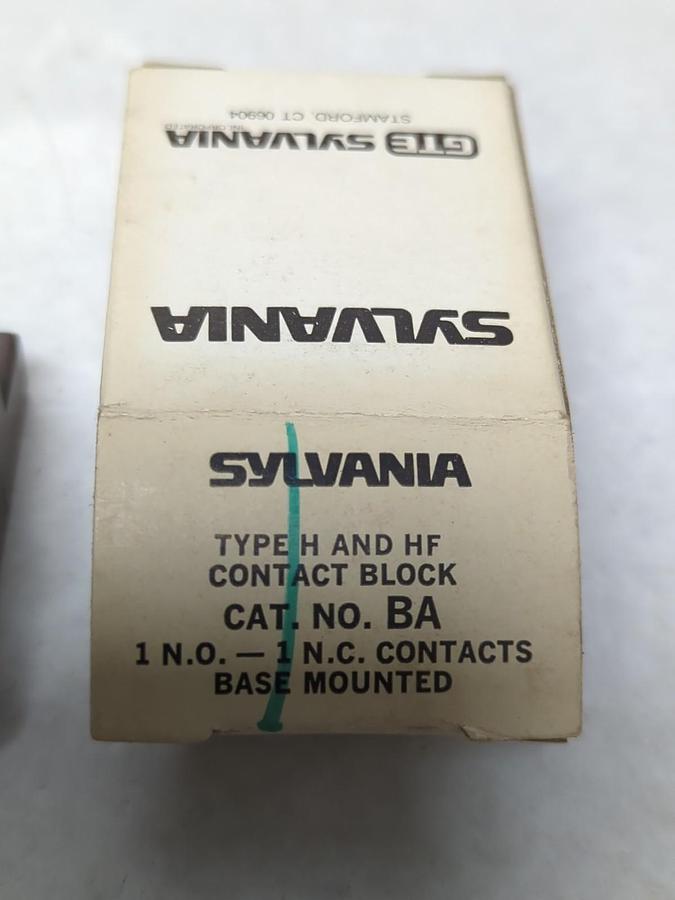 GTE SYLVANIA
INCORPORATED
STAMFORD, CT 06904
SYLVANIA
SYLVANIA
TYPE H AND HF
CONTACT BLOCK
CAT. NO. BA
1 N.O. — 1 N.C. CONTACTS
BASE MOUNTED